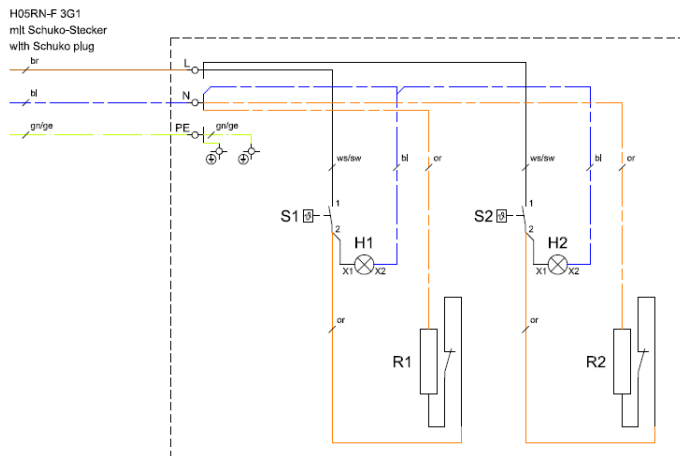 H05RN-F 3G1
mit Schuko-Stecker
with Schuko plug
br
L
bl
N
gn/ge
PE
gn/ge
ws/sw
bl
or
ws/sw
bl
or
S1
ϑ
1
2
H1
X1
X2
S2
ϑ
1
2
H2
X1
X2
or
or
R1
R2